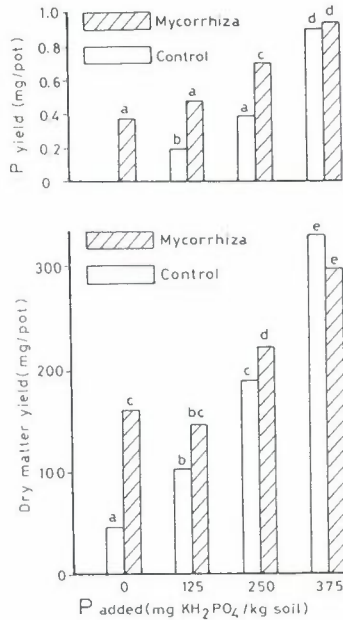 Mycorrhiza
Control
P yield (mg/pot)
1.0
0.8
0.6
0.4
0.2
0
a
b
a
a
c
d
d
Mycorrhiza
Control
Dry matter yield (mg/pot)
300
200
100
0
a
c
b
bc
c
d
e
e
0 125 250 375
P added (mg KH₂PO₄/kg soil)